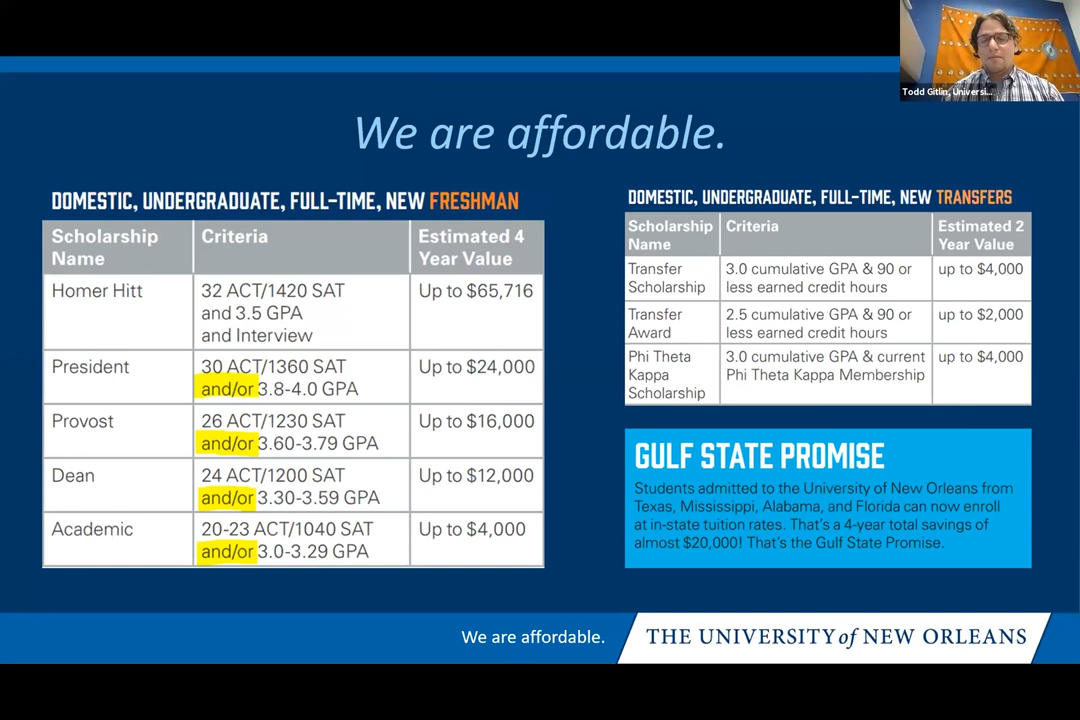 Todd Gitlin, Universi...
We are affordable.
DOMESTIC, UNDERGRADUATE, FULL-TIME, NEW FRESHMAN
Scholarship Name Criteria Estimated 4 Year Value
Homer Hitt 32 ACT/1420 SAT and 3.5 GPA and Interview Up to $65,716
President 30 ACT/1360 SAT and/or 3.8-4.0 GPA Up to $24,000
Provost 26 ACT/1230 SAT and/or 3.60-3.79 GPA Up to $16,000
Dean 24 ACT/1200 SAT and/or 3.30-3.59 GPA Up to $12,000
Academic 20-23 ACT/1040 SAT and/or 3.0-3.29 GPA Up to $4,000
DOMESTIC, UNDERGRADUATE, FULL-TIME, NEW TRANSFERS
Scholarship Name Criteria Estimated 2 Year Value
Transfer Scholarship 3.0 cumulative GPA & 90 or less earned credit hours up to $4,000
Transfer Award 2.5 cumulative GPA & 90 or less earned credit hours up to $2,000
Phi Theta Kappa Scholarship 3.0 cumulative GPA & current Phi Theta Kappa Membership up to $4,000
GULF STATE PROMISE
Students admitted to the University of New Orleans from
Texas, Mississippi, Alabama, and Florida can now enroll
at in-state tuition rates. That's a 4-year total savings of
almost $20,000! That's the Gulf State Promise.
We are affordable.
THE UNIVERSITY of NEW ORLEANS